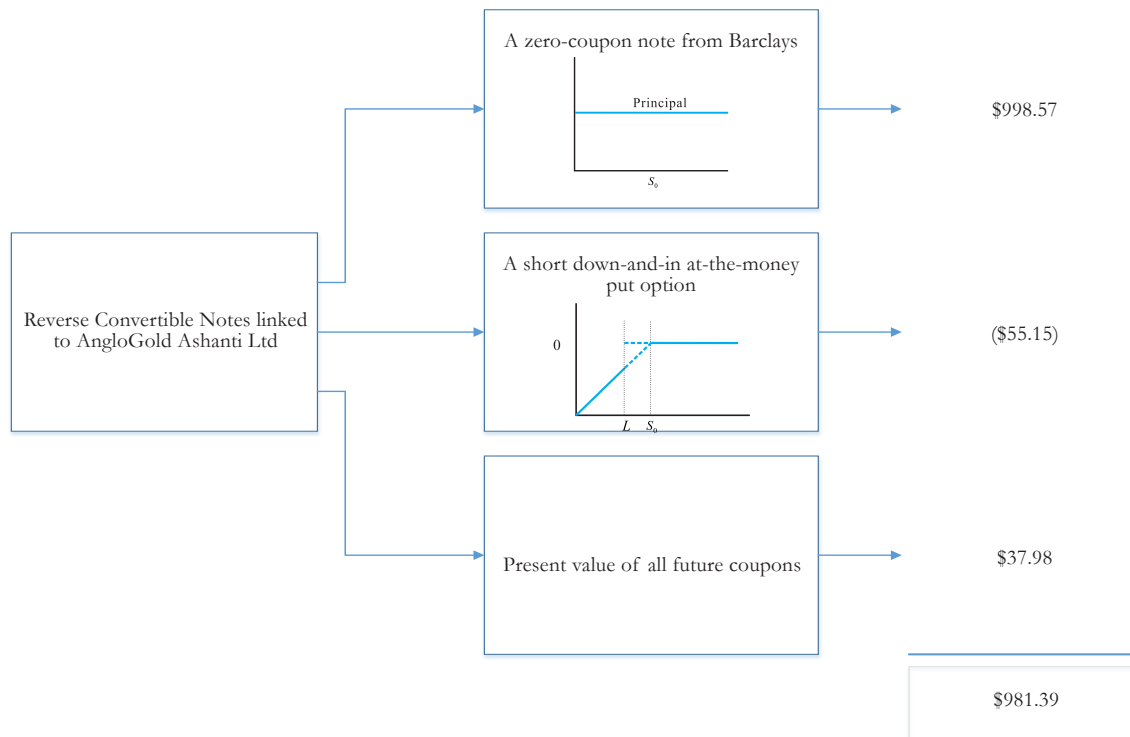 A zero-coupon note from Barclays
Principal
S₀
$998.57
Reverse Convertible Notes linked
to AngloGold Ashanti Ltd
A short down-and-in at-the-money
put option
0
L S₀
($55.15)
Present value of all future coupons
$37.98
$981.39